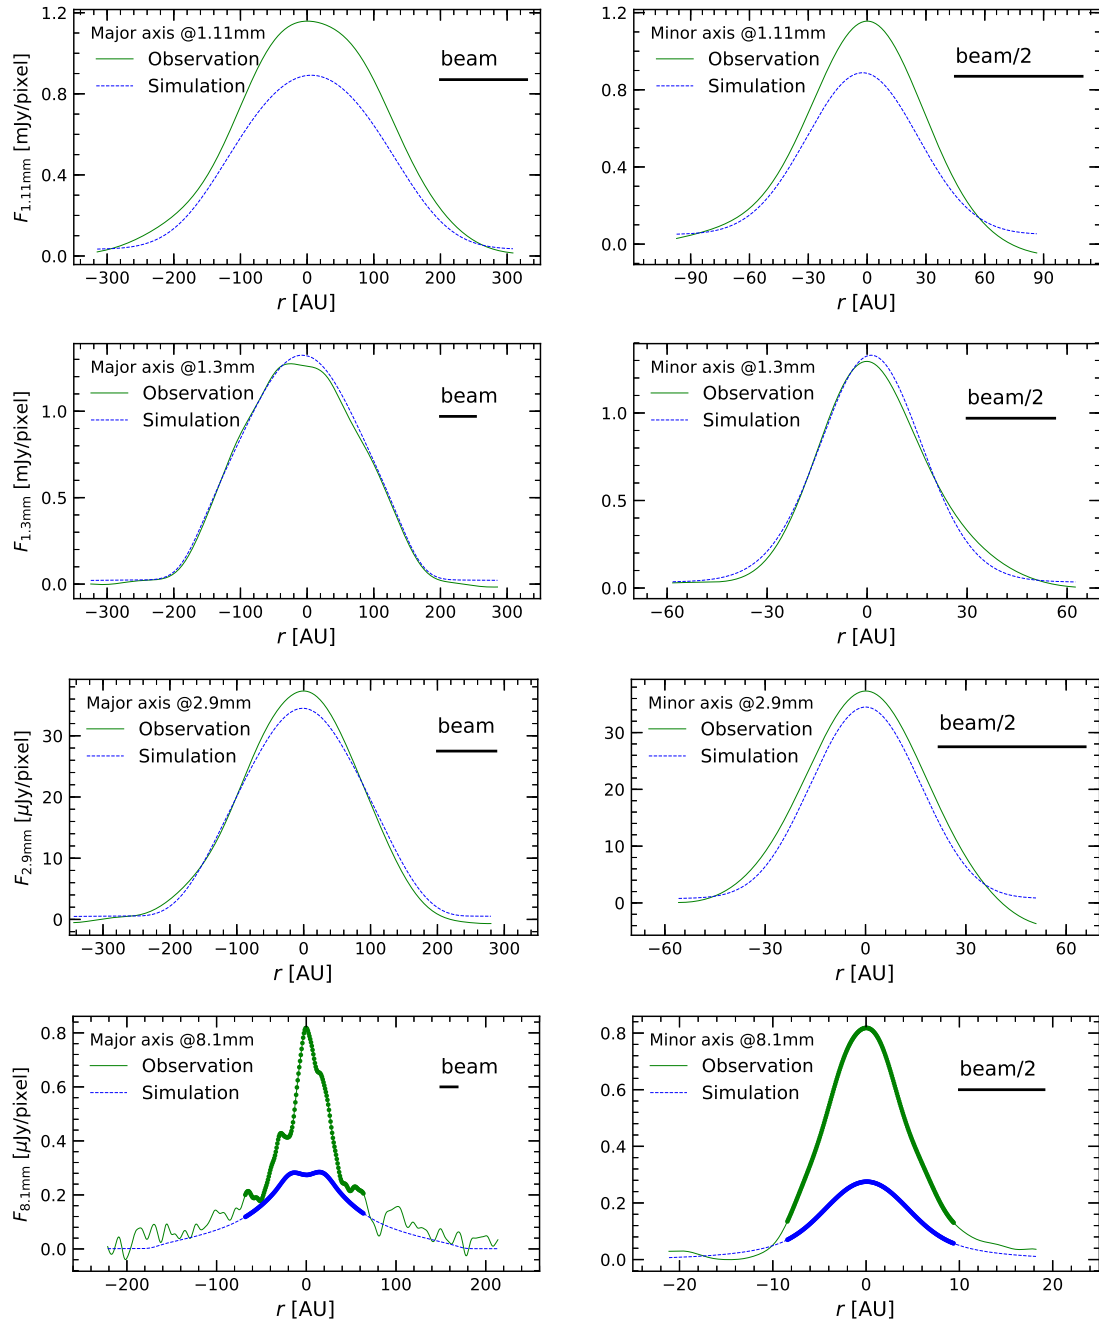 Major axis @1.11mm
Observation
Simulation
beam
F1.11mm [mJy/pixel]
1.2
0.8
0.4
0.0
−300 −200 −100 0 100 200 300
r [AU]
Minor axis @1.11mm
Observation
Simulation
beam/2
1.2
0.8
0.4
0.0
−90 −60 −30 0 30 60 90
r [AU]
Major axis @1.3mm
Observation
Simulation
beam
F1.3mm [mJy/pixel]
1.0
0.5
0.0
−300 −200 −100 0 100 200 300
r [AU]
Minor axis @1.3mm
Observation
Simulation
beam/2
1.0
0.5
0.0
−60 −30 0 30 60
r [AU]
Major axis @2.9mm
Observation
Simulation
beam
F2.9mm [μJy/pixel]
30
20
10
0
−300 −200 −100 0 100 200 300
r [AU]
Minor axis @2.9mm
Observation
Simulation
beam/2
30
20
10
0
−60 −30 0 30 60
r [AU]
Major axis @8.1mm
Observation
Simulation
beam
F8.1mm [μJy/pixel]
0.8
0.6
0.4
0.2
0.0
−200 −100 0 100 200
r [AU]
Minor axis @8.1mm
Observation
Simulation
beam/2
0.8
0.6
0.4
0.2
0.0
−20 −10 0 10 20
r [AU]